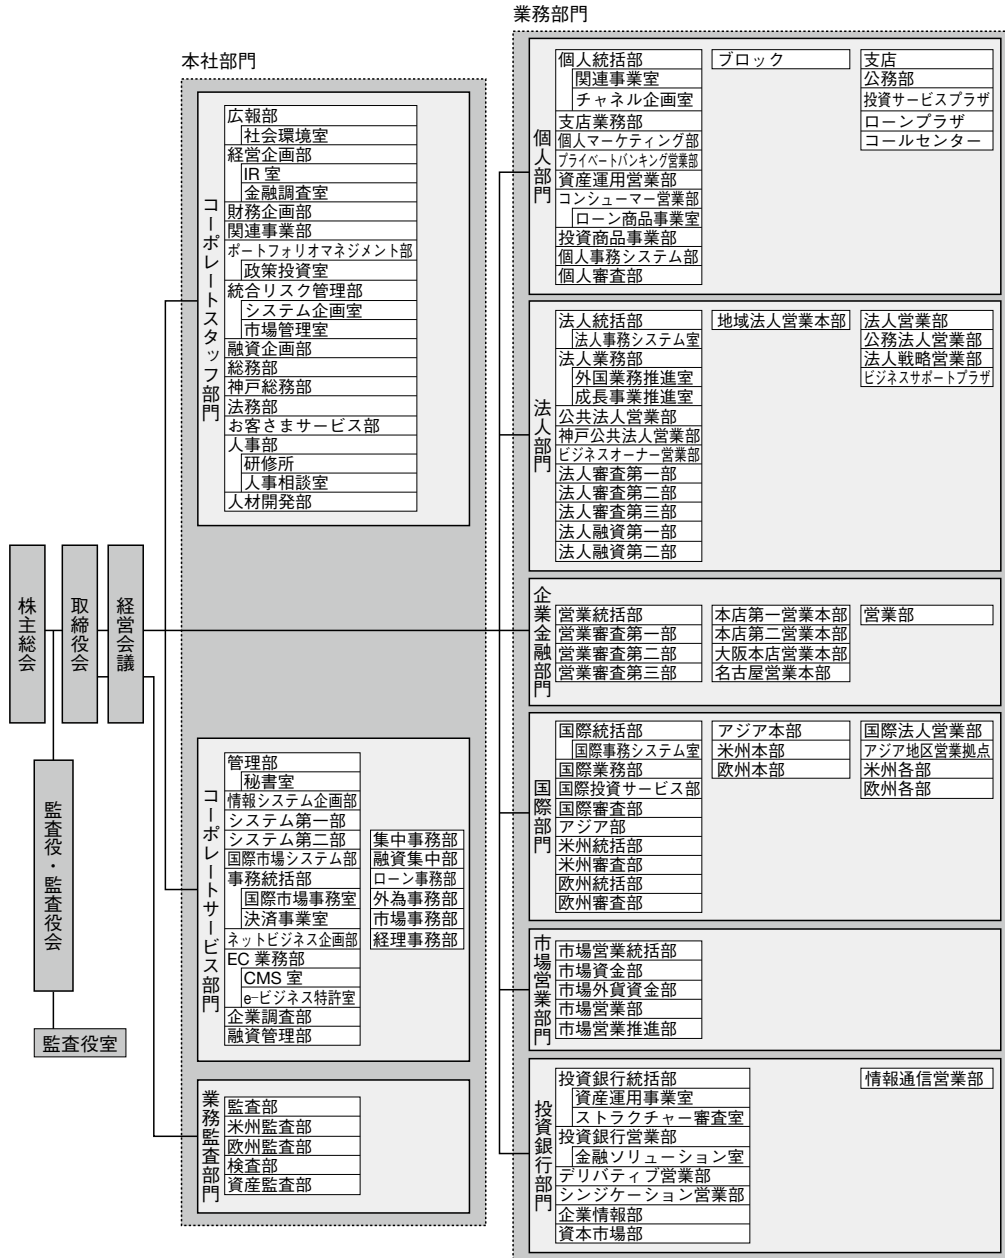 業務部門
本社部門
株主総会
取締役会
経営会議
監査役・監査役会
監査役室
コーポレートスタッフ部門
広報部
社会環境室
経営企画部
IR 室
金融調査室
財務企画部
関連事業部
ポートフォリオマネジメント部
政策投資室
統合リスク管理部
システム企画室
市場管理室
融資企画部
総務部
神戸総務部
法務部
お客さまサービス部
人事部
研修所
人事相談室
人材開発部
コーポレートサービス部門
管理部
秘書室
情報システム企画部
システム第一部
システム第二部
国際市場システム部
事務統括部
国際市場事務室
決済事業室
ネットビジネス企画部
EC 業務部
CMS 室
e-ビジネス特許室
企業調査部
融資管理部
集中事務部
融資集中部
ローン事務部
外為事務部
市場事務部
経理事務部
業務監査部門
監査部
米州監査部
欧州監査部
検査部
資産監査部
個人部門
個人統括部
関連事業室
チャネル企画室
支店業務部
個人マーケティング部
プライベートバンキング営業部
資産運用営業部
コンシューマー営業部
ローン商品事業室
投資商品事業部
個人事務システム部
個人審査部
ブロック
支店
公務部
投資サービスプラザ
ローンプラザ
コールセンター
法人部門
法人統括部
法人事務システム室
法人業務部
外国業務推進室
成長事業推進室
公共法人営業部
神戸公共法人営業部
ビジネスオーナー営業部
法人審査第一部
法人審査第二部
法人審査第三部
法人融資第一部
法人融資第二部
地域法人営業本部
法人営業部
公務法人営業部
法人戦略営業部
ビジネスサポートプラザ
企業金融部門
営業統括部
営業審査第一部
営業審査第二部
営業審査第三部
本店第一営業本部
本店第二営業本部
大阪本店営業本部
名古屋営業本部
営業部
国際部門
国際統括部
国際事務システム室
国際業務部
国際投資サービス部
国際審査部
アジア部
米州統括部
米州審査部
欧州統括部
欧州審査部
アジア本部
米州本部
欧州本部
国際法人営業部
アジア地区営業拠点
米州各部
欧州各部
市場営業部門
市場営業統括部
市場資金部
市場外貨資金部
市場営業部
市場営業推進部
投資銀行部門
投資銀行統括部
資産運用事業室
ストラクチャー審査室
投資銀行営業部
金融ソリューション室
デリバティブ営業部
シンジケーション営業部
企業情報部
資本市場部
情報通信営業部